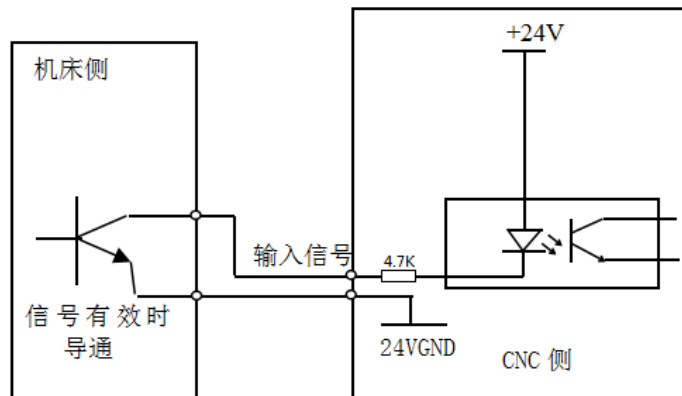 机床侧
+24V
输入信号
4.7K
信号有效时
导通
24VGND
CNC 侧